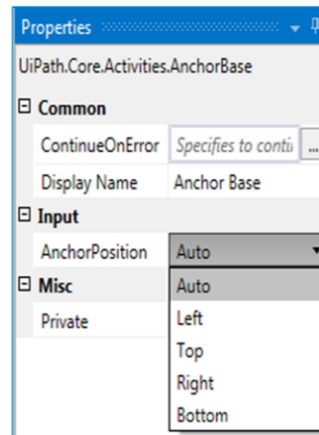 Properties
UiPath.Core.Activities.AnchorBase
Common
ContinueOnError Specifies to conti ...
Display Name Anchor Base
Input
AnchorPosition Auto
Misc Auto
Private Left
Top
Right
Bottom